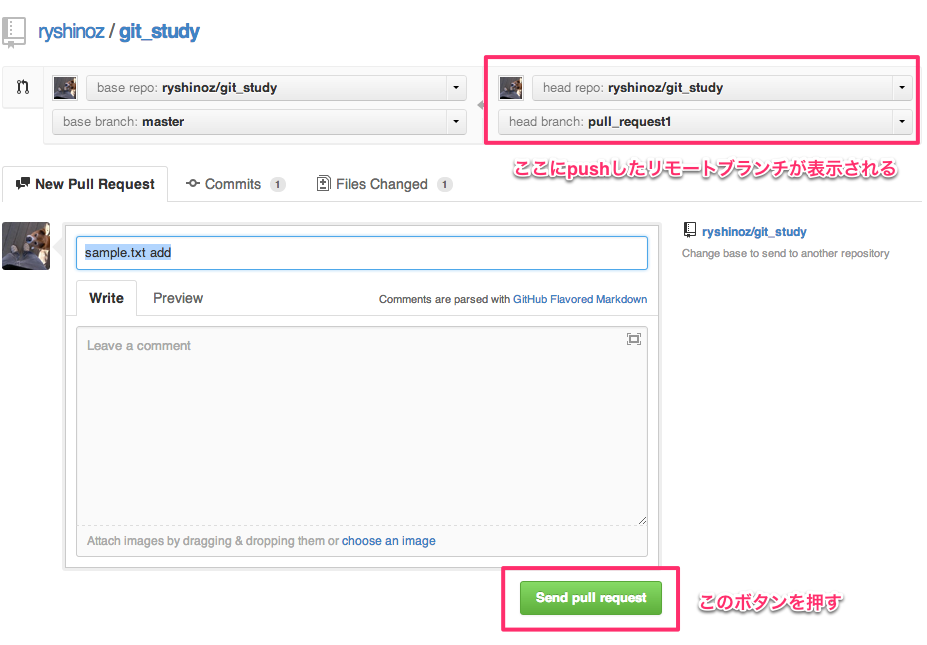 ryshinoz / git_study
base repo: ryshinoz/git_study
head repo: ryshinoz/git_study
base branch: master
head branch: pull_request1
ここにpushしたリモートブランチが表示される
New Pull Request
Commits 1
Files Changed 1
sample.txt add
ryshinoz/git_study
Change base to send to another repository
Write
Preview
Comments are parsed with GitHub Flavored Markdown
Leave a comment
Attach images by dragging & dropping them or choose an image
Send pull request
このボタンを押す